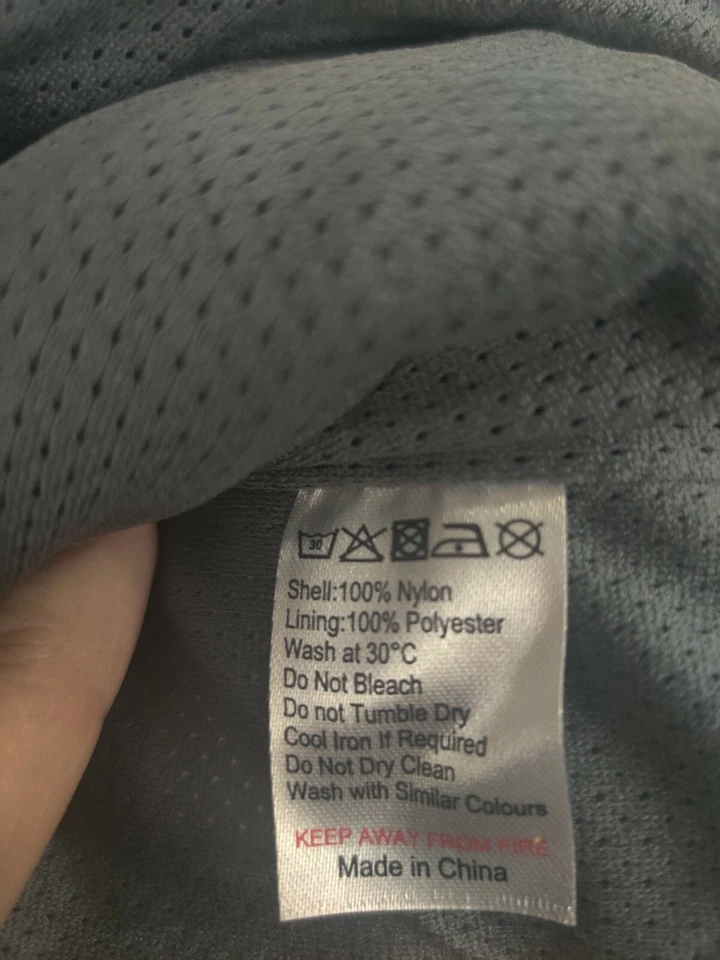 30
Shell:100% Nylon
Lining:100% Polyester
Wash at 30°C
Do Not Bleach
Do not Tumble Dry
Cool Iron If Required
Do Not Dry Clean
Wash with Similar Colours
KEEP AWAY FROM FIRE
Made in China